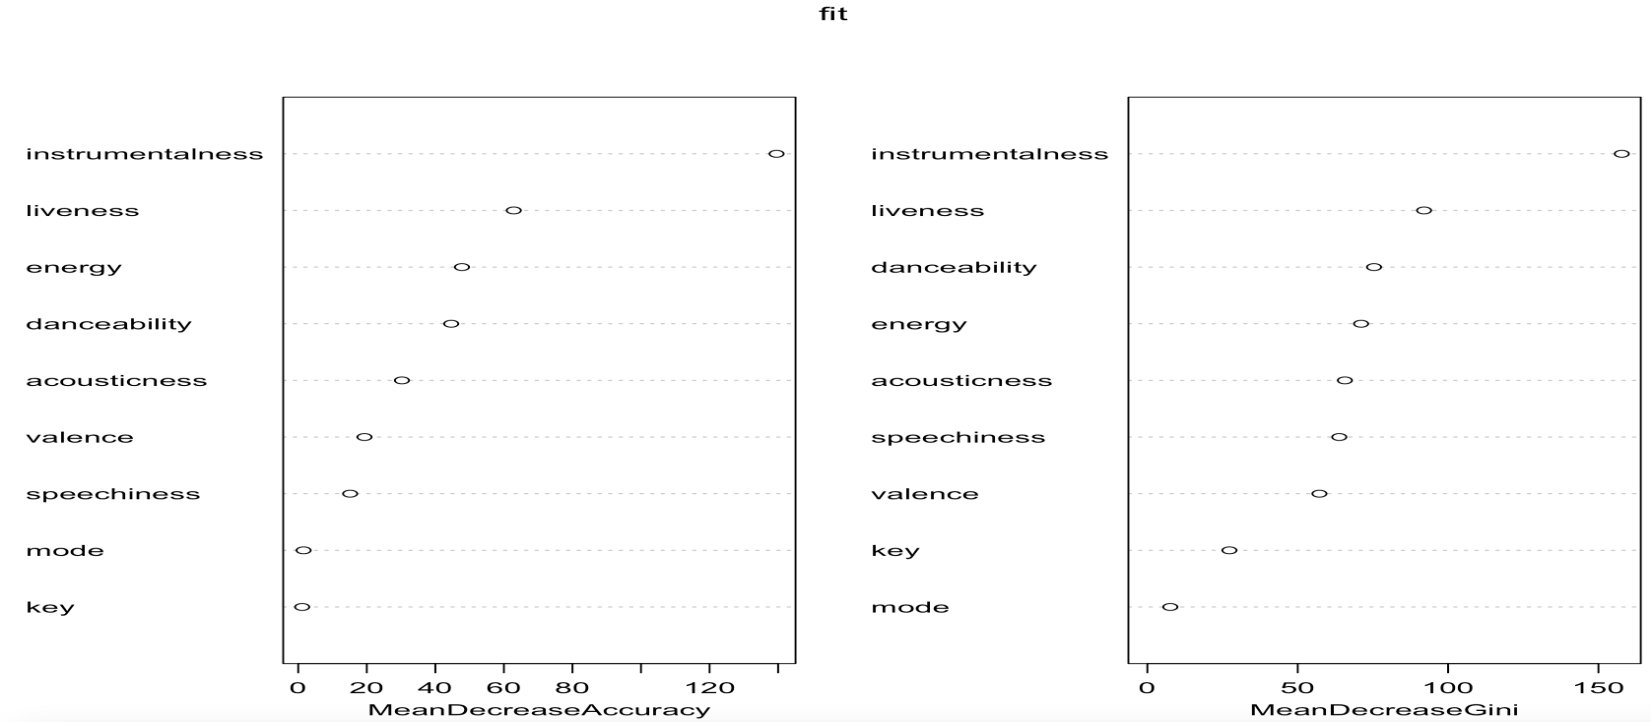 fit
instrumentalness
liveness
energy
danceability
acousticness
valence
speechiness
mode
key
0 20 40 60 80 120
MeanDecreaseAccuracy
instrumentalness
liveness
danceability
energy
acousticness
speechiness
valence
key
mode
0 50 100 150
MeanDecreaseGini